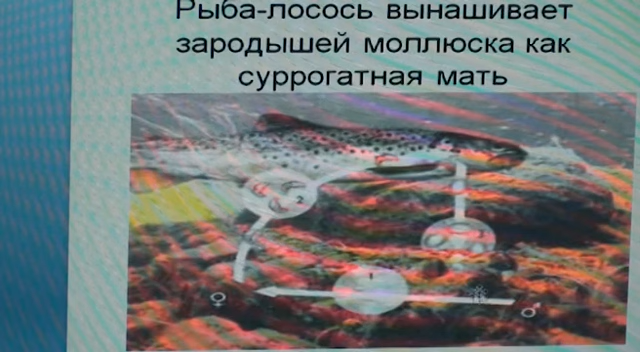 Рыба-лосось вынашивает
зародышей моллюска как
суррогатная мать
♀
♂